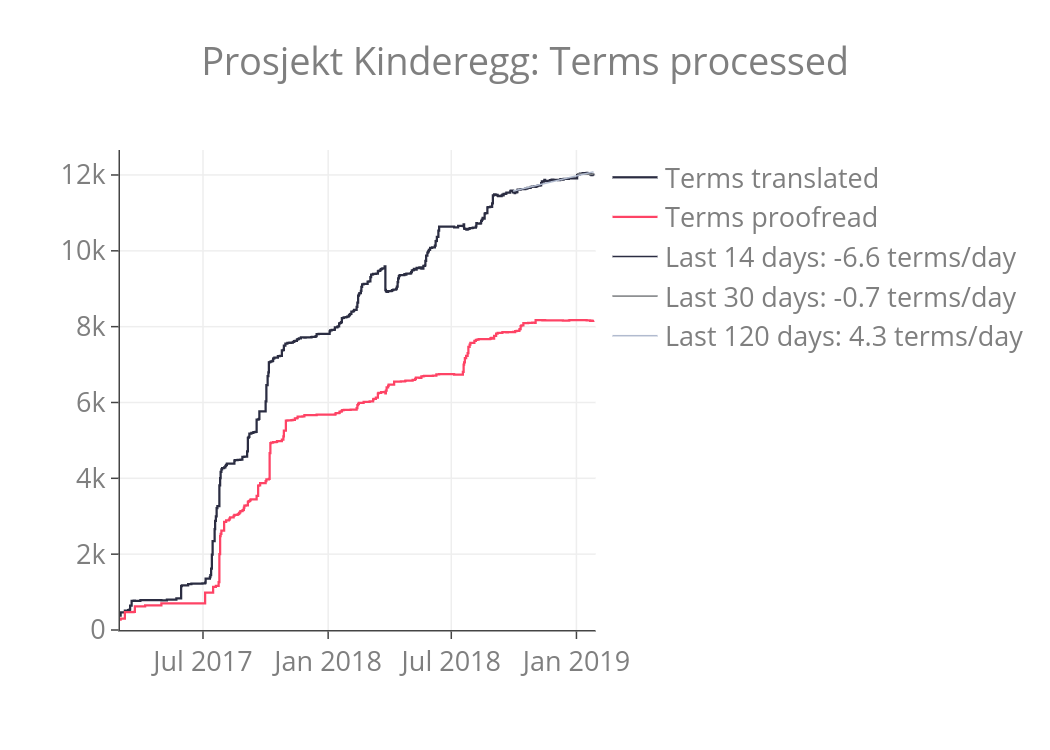 Prosjekt Kinderegg: Terms processed
12k
10k
8k
6k
4k
2k
0
Jul 2017
Jan 2018
Jul 2018
Jan 2019
Terms translated
Terms proofread
Last 14 days: -6.6 terms/day
Last 30 days: -0.7 terms/day
Last 120 days: 4.3 terms/day